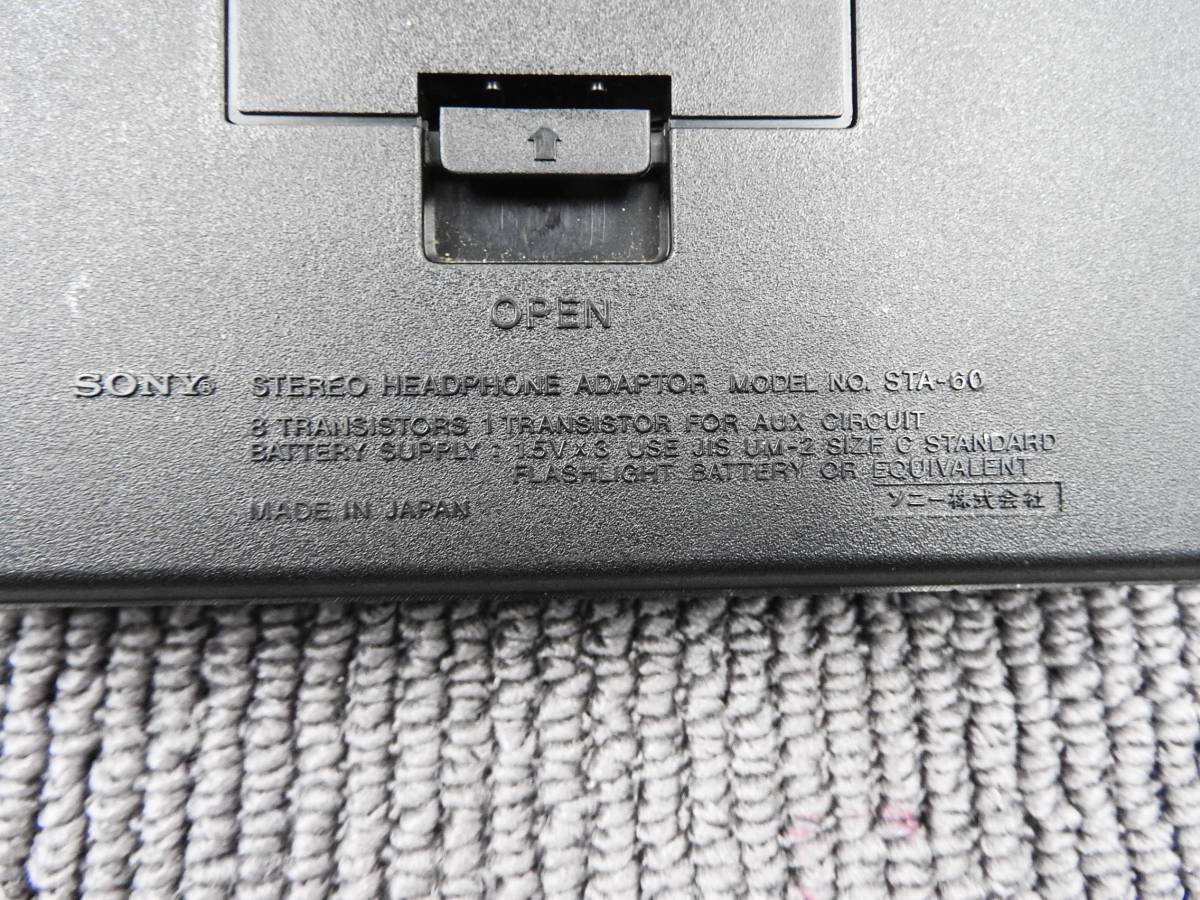 OPEN
SONY® STEREO HEADPHONE ADAPTOR MODEL NO. STA-60
8 TRANSISTORS 1 TRANSISTOR FOR AUX CIRCUIT
BATTERY SUPPLY : 1.5V X 3 USE JIS UM-2 SIZE C STANDARD
FLASHLIGHT BATTERY OR EQUIVALENT
MADE IN JAPAN
ソニー株式会社